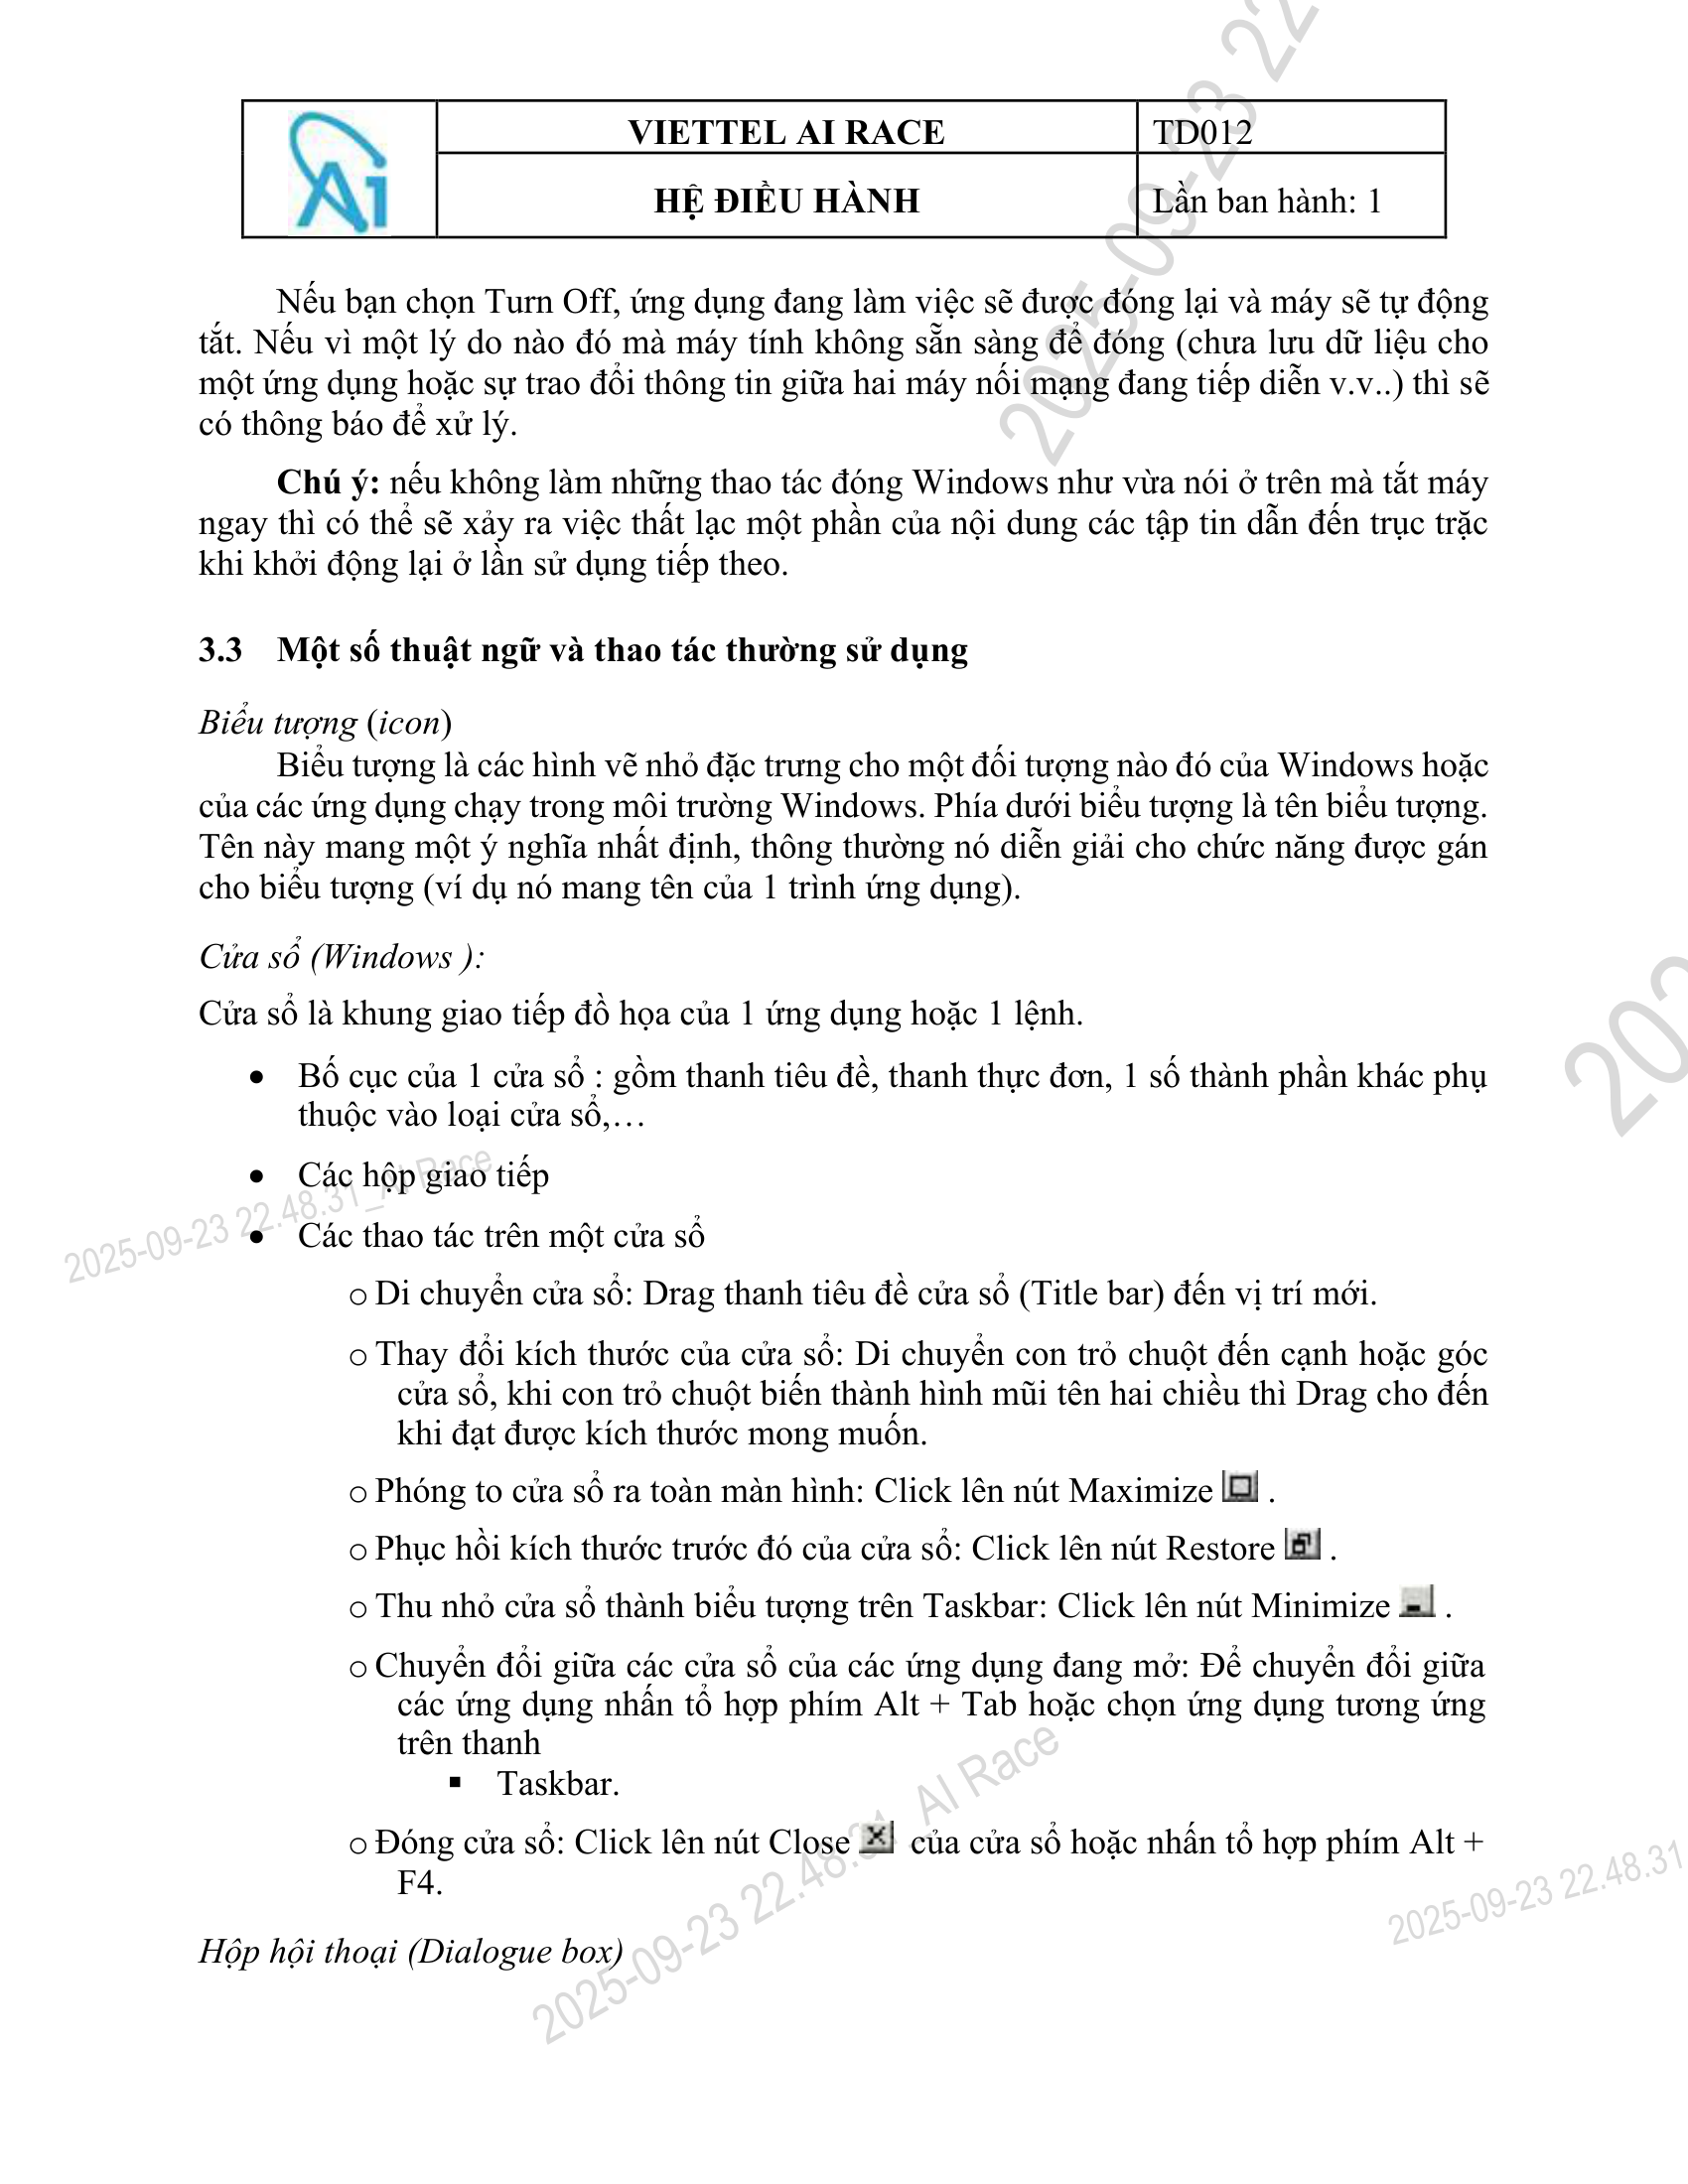 VIETTEL AI RACE
TD012
HỆ ĐIỀU HÀNH
Lần ban hành: 1
Nếu bạn chọn Turn Off, ứng dụng đang làm việc sẽ được đóng lại và máy sẽ tự động
tắt. Nếu vì một lý do nào đó mà máy tính không sẵn sàng để đóng (chưa lưu dữ liệu cho
một ứng dụng hoặc sự trao đổi thông tin giữa hai máy nối mạng đang tiếp diễn v.v..) thì sẽ
có thông báo để xử lý.
Chú ý: nếu không làm những thao tác đóng Windows như vừa nói ở trên mà tắt máy
ngay thì có thể sẽ xảy ra việc thất lạc một phần của nội dung các tập tin dẫn đến trục trặc
khi khởi động lại ở lần sử dụng tiếp theo.
3.3 Một số thuật ngữ và thao tác thường sử dụng
Biểu tượng (icon)
Biểu tượng là các hình vẽ nhỏ đặc trưng cho một đối tượng nào đó của Windows hoặc
của các ứng dụng chạy trong môi trường Windows. Phía dưới biểu tượng là tên biểu tượng.
Tên này mang một ý nghĩa nhất định, thông thường nó diễn giải cho chức năng được gán
cho biểu tượng (ví dụ nó mang tên của 1 trình ứng dụng).
Cửa sổ (Windows ):
Cửa sổ là khung giao tiếp đồ họa của 1 ứng dụng hoặc 1 lệnh.
• Bố cục của 1 cửa sổ : gồm thanh tiêu đề, thanh thực đơn, 1 số thành phần khác phụ
thuộc vào loại cửa sổ,…
• Các hộp giao tiếp
• Các thao tác trên một cửa sổ
o Di chuyển cửa sổ: Drag thanh tiêu đề cửa sổ (Title bar) đến vị trí mới.
o Thay đổi kích thước của cửa sổ: Di chuyển con trỏ chuột đến cạnh hoặc góc
cửa sổ, khi con trỏ chuột biến thành hình mũi tên hai chiều thì Drag cho đến
khi đạt được kích thước mong muốn.
o Phóng to cửa sổ ra toàn màn hình: Click lên nút Maximize .
o Phục hồi kích thước trước đó của cửa sổ: Click lên nút Restore .
o Thu nhỏ cửa sổ thành biểu tượng trên Taskbar: Click lên nút Minimize .
o Chuyển đổi giữa các cửa sổ của các ứng dụng đang mở: Để chuyển đổi giữa
các ứng dụng nhấn tổ hợp phím Alt + Tab hoặc chọn ứng dụng tương ứng
trên thanh
▪ Taskbar.
o Đóng cửa sổ: Click lên nút Close của cửa sổ hoặc nhấn tổ hợp phím Alt +
F4.
Hộp hội thoại (Dialogue box)
2025-09-23 22
202
2025-09-23 22.48.31_AI Race
2025-09-23 22.48.31_AI Race
2025-09-23 22.48.31